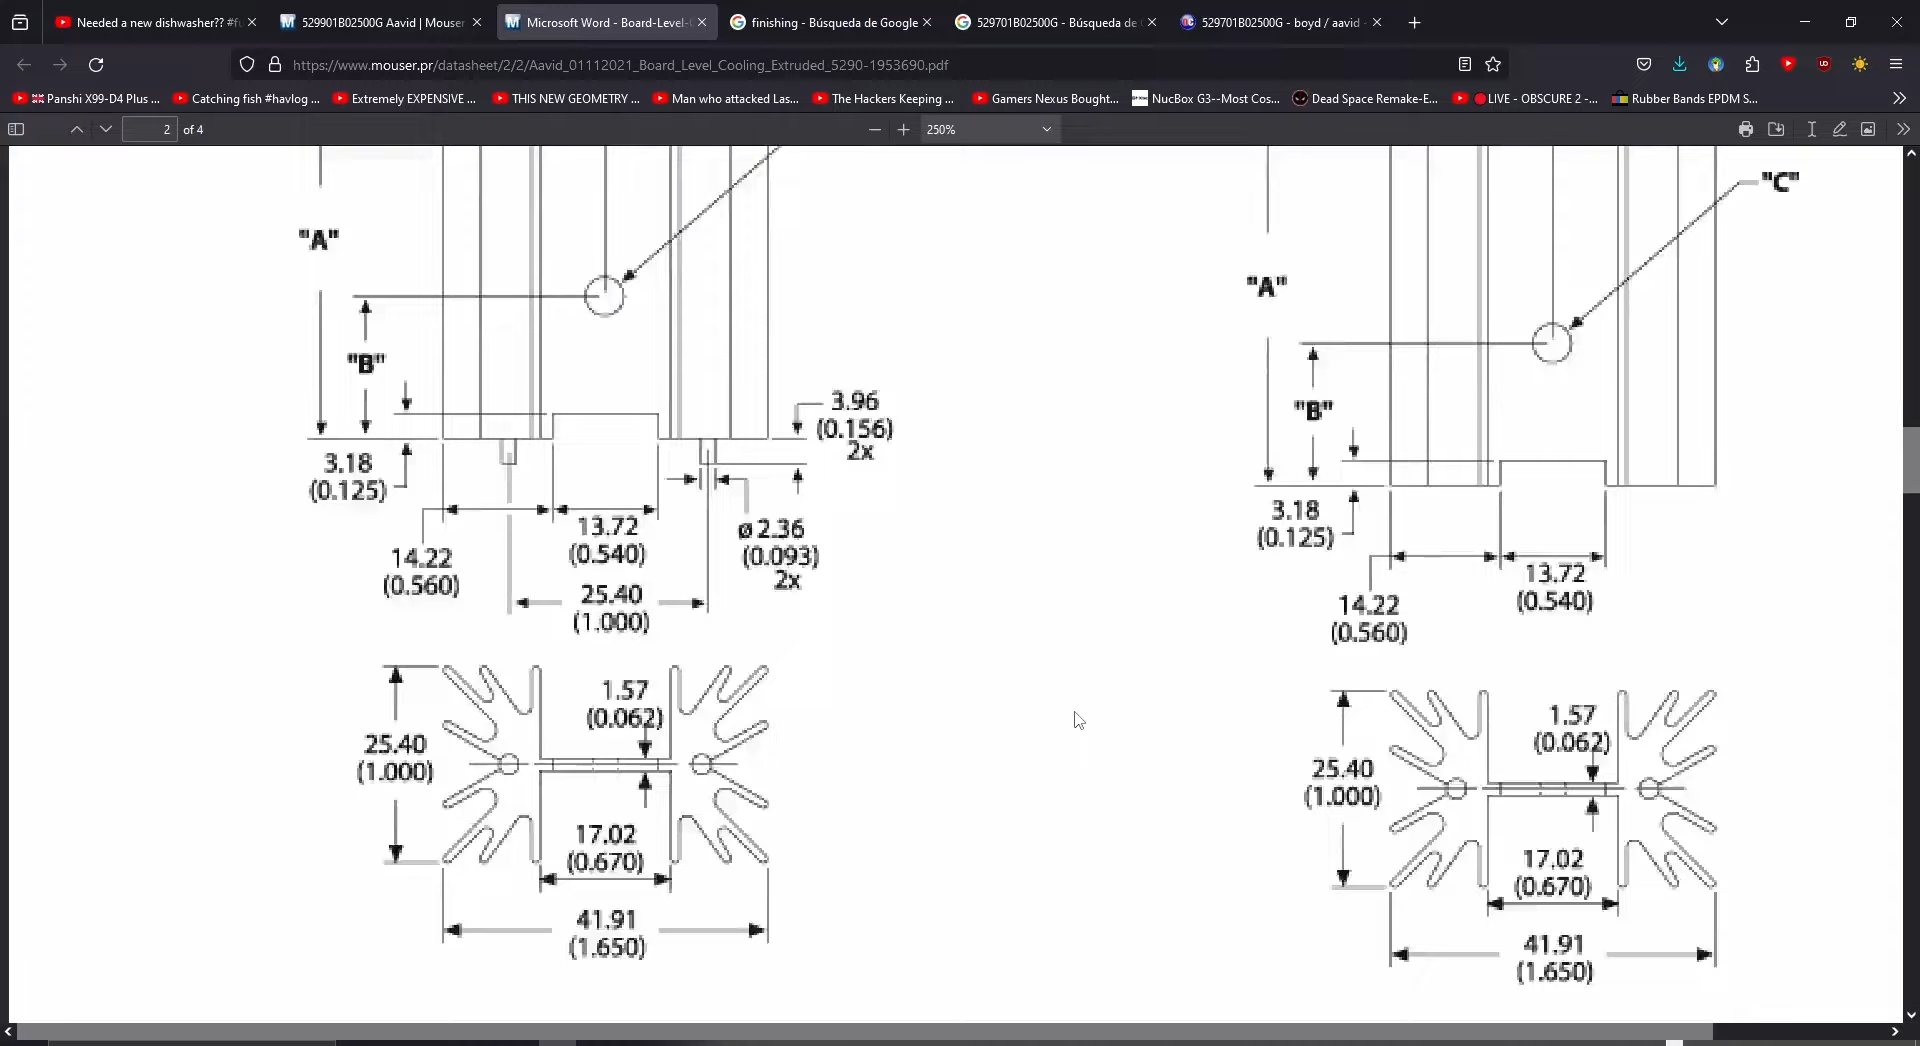 Needed a new dishwasher?? #fu
529901B02500G Aavid | Mouser
Microsoft Word - Board-Level-C
finishing - Búsqueda de Google
529701B02500G - Búsqueda de G
529701B02500G - boyd / aavid -
https://www.mouser.pr/datasheet/2/2/Aavid_01112021_Board_Level_Cooling_Extruded_5290-1953690.pdf
Panshi X99-D4 Plus ...
Catching fish #havlog ...
Extremely EXPENSIVE ...
THIS NEW GEOMETRY ...
Man who attacked Las...
The Hackers Keeping ...
Gamers Nexus Bought...
NucBox G3--Most Cos...
Dead Space Remake-E...
LIVE - OBSCURE 2 -...
Rubber Bands EPDM S...
2 of 4
250%
"A"
"B"
3.96
(0.156)
2x
3.18
(0.125)
13.72
(0.540)
ø 2.36
(0.093)
2x
14.22
(0.560)
25.40
(1.000)
1.57
(0.062)
25.40
(1.000)
17.02
(0.670)
41.91
(1.650)
"C"
"A"
"B"
3.18
(0.125)
13.72
(0.540)
14.22
(0.560)
1.57
(0.062)
25.40
(1.000)
17.02
(0.670)
41.91
(1.650)